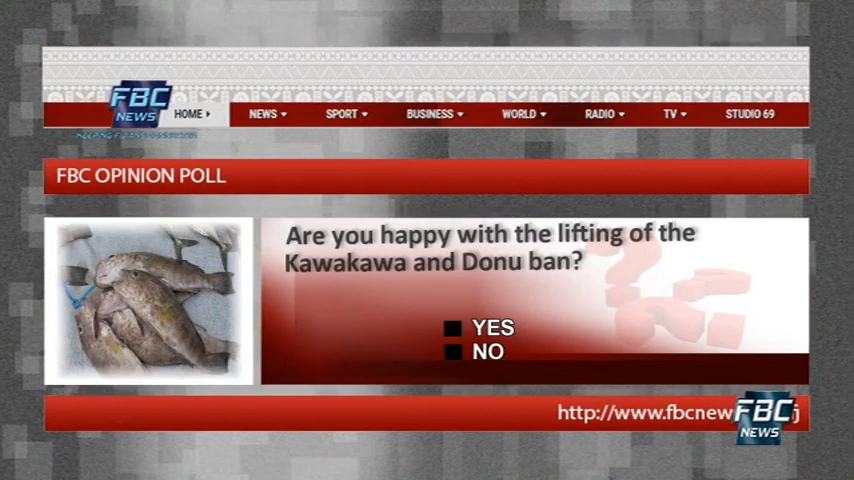 FBC
NEWS
HOME NEWS SPORT BUSINESS WORLD RADIO TV STUDIO 69
FBC OPINION POLL
Are you happy with the lifting of the
Kawakawa and Donu ban?
YES
NO
http://www.fbcnew
FBC
NEWS